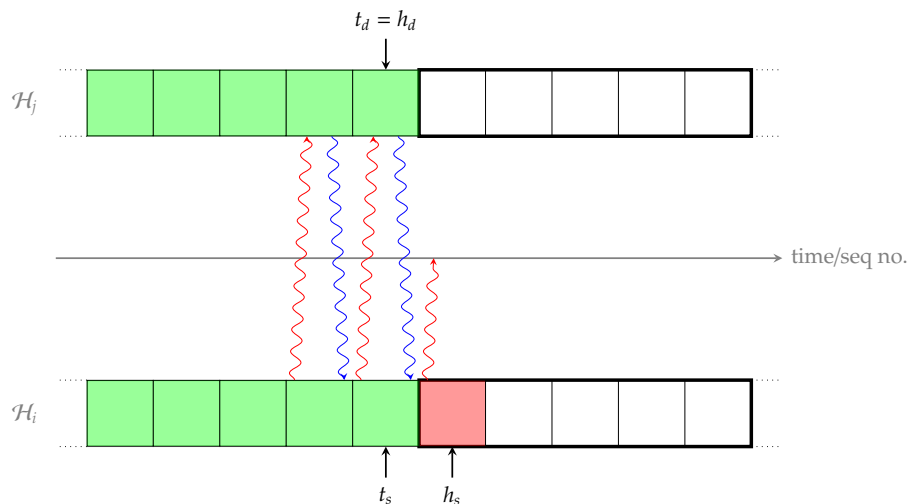 t_d = h_d
ℋ_j
time/seq no.
ℋ_i
t_s
h_s